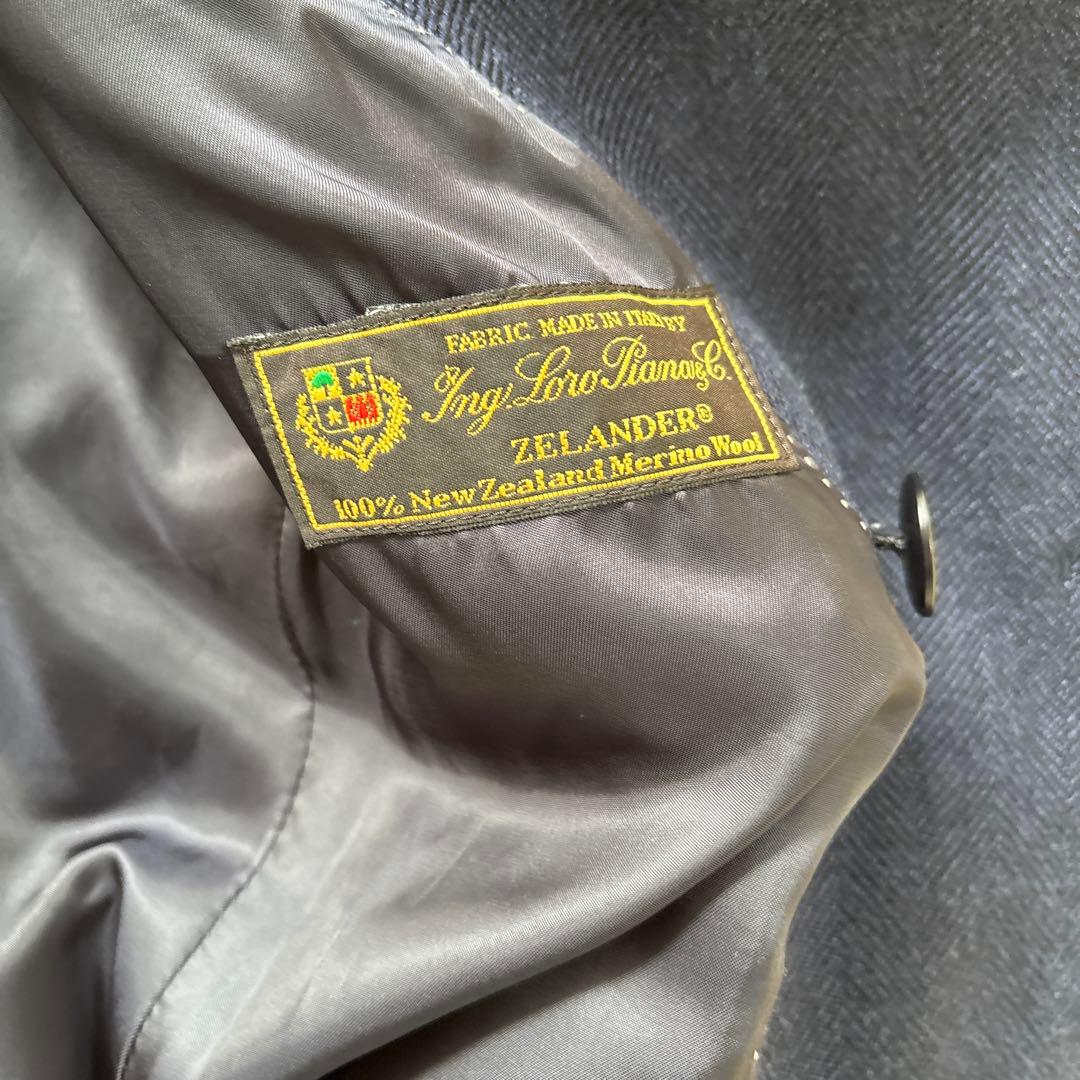 FABRIC MADE IN ITALY BY
Ing. Loro Piana & C.
ZELANDER®
100% New Zealand Merino Wool